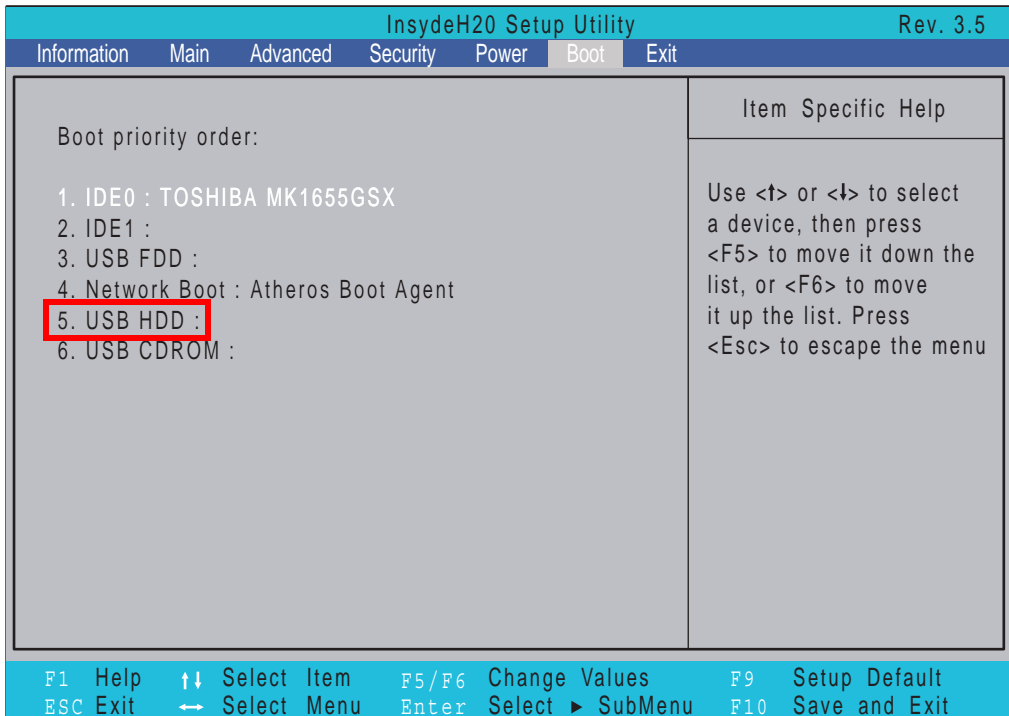 InsydeH20 Setup Utility Rev. 3.5
Information Main Advanced Security Power Boot Exit
Boot priority order:
1. IDE0 : TOSHIBA MK1655GSX
2. IDE1 :
3. USB FDD :
4. Network Boot : Atheros Boot Agent
5. USB HDD :
6. USB CDROM :
Item Specific Help
Use <↑> or <↓> to select
a device, then press
<F5> to move it down the
list, or <F6> to move
it up the list. Press
<Esc> to escape the menu
F1 Help ↑↓ Select Item F5/F6 Change Values F9 Setup Default
ESC Exit ↔ Select Menu Enter Select ► SubMenu F10 Save and Exit